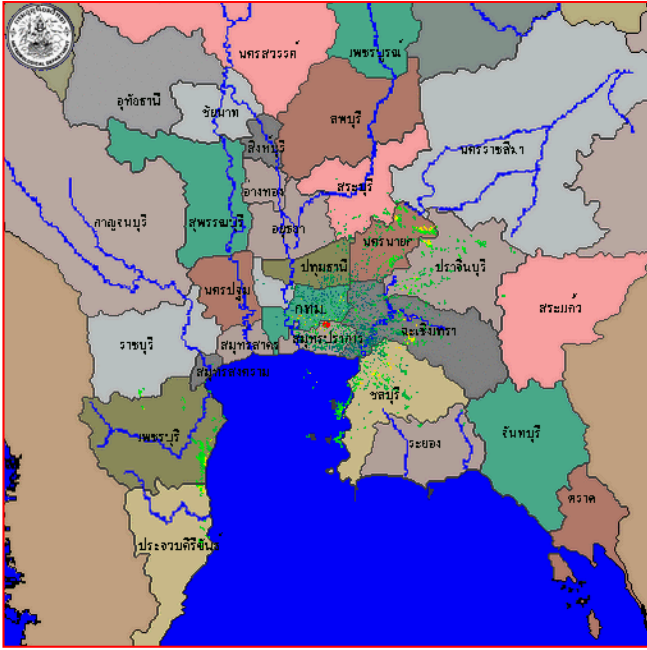 นครสวรรค์
เพชรบูรณ์
อุทัยธานี
ชัยนาท
ลพบุรี
สิงห์บุรี
นครราชสีมา
อ่างทอง
สระบุรี
กาญจนบุรี
สุพรรณบุรี
อยุธยา
นครนายก
ปทุมธานี
ปราจีนบุรี
นครปฐม
สระแก้ว
กทม.
ฉะเชิงเทรา
ราชบุรี
สมุทรสาคร
สมุทรปราการ
สมุทรสงคราม
ชลบุรี
เพชรบุรี
ระยอง
จันทบุรี
ตราด
ประจวบคีรีขันธ์